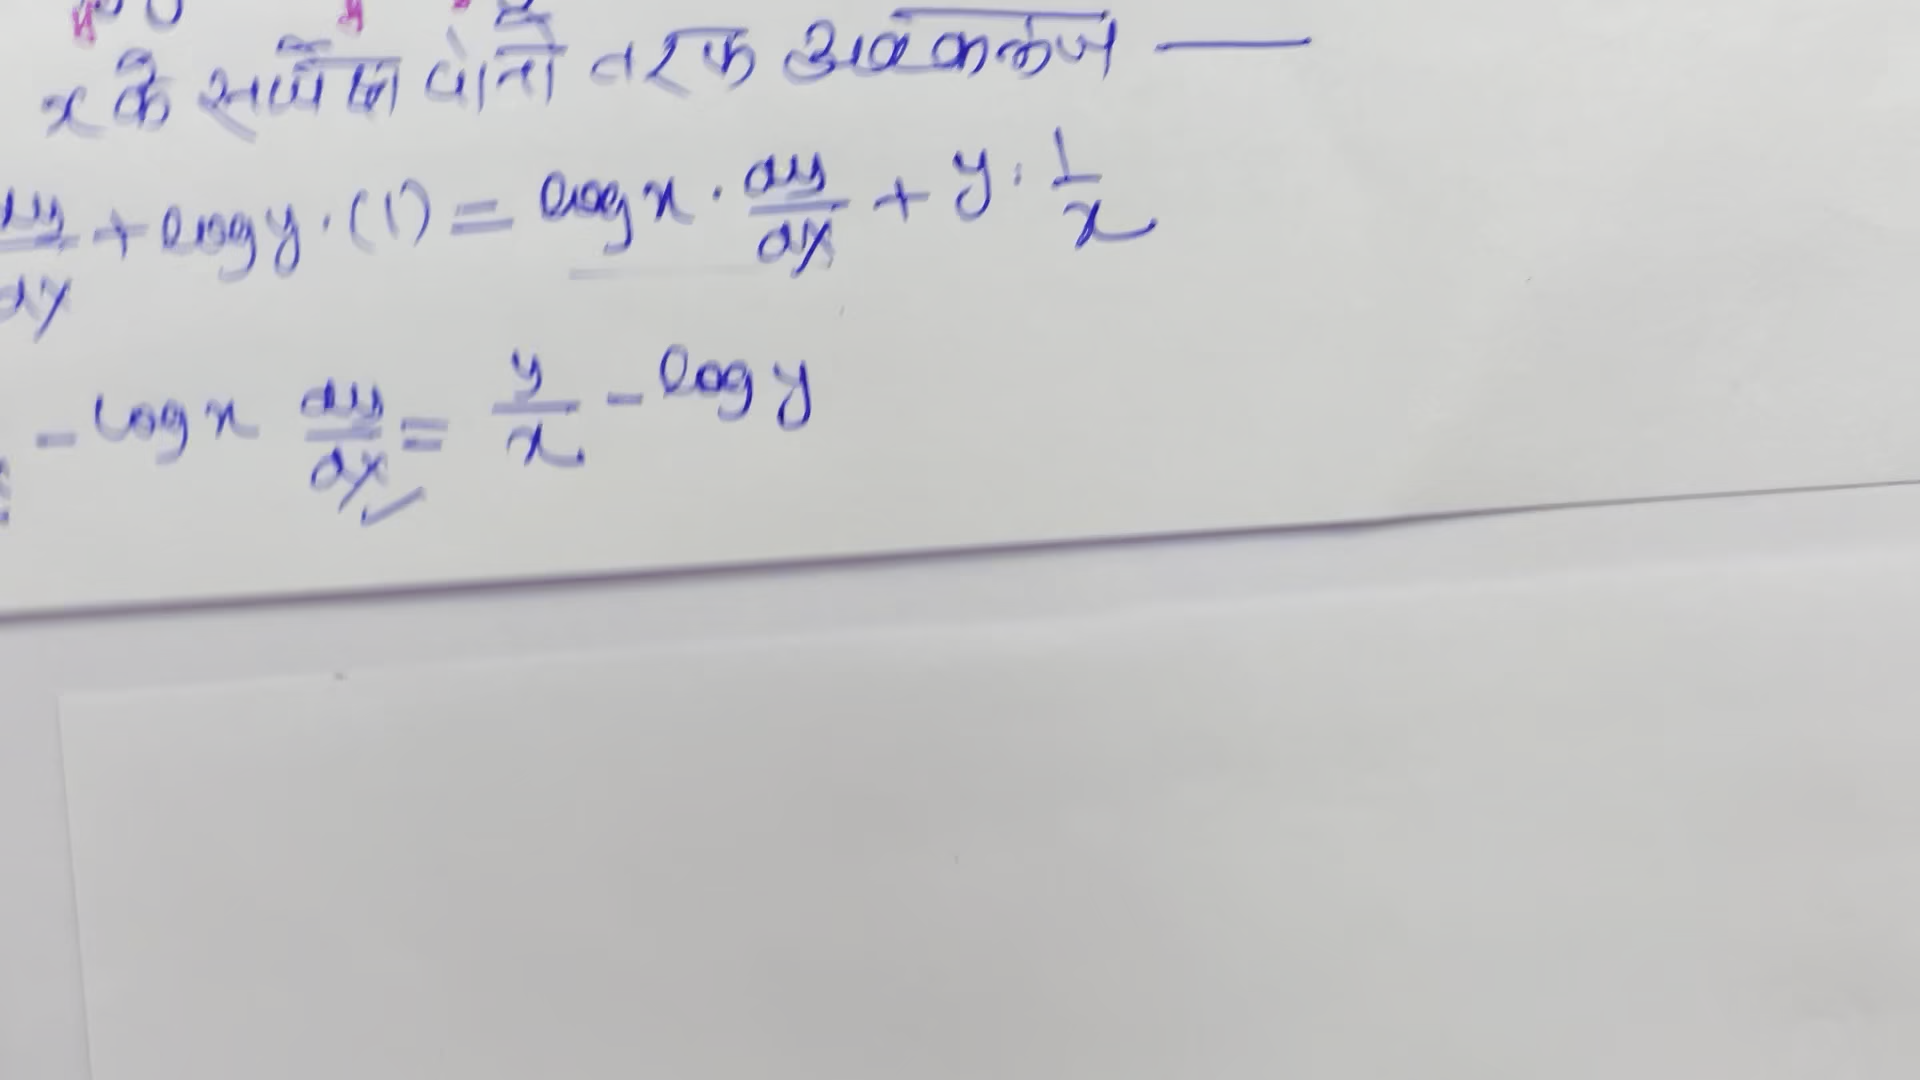 x के सापेक्ष दोनों तरफ अवकलन —
dy/dx + log y · (1) = log x · dy/dx + y · 1/x
- log x dy/dx = y/x - log y